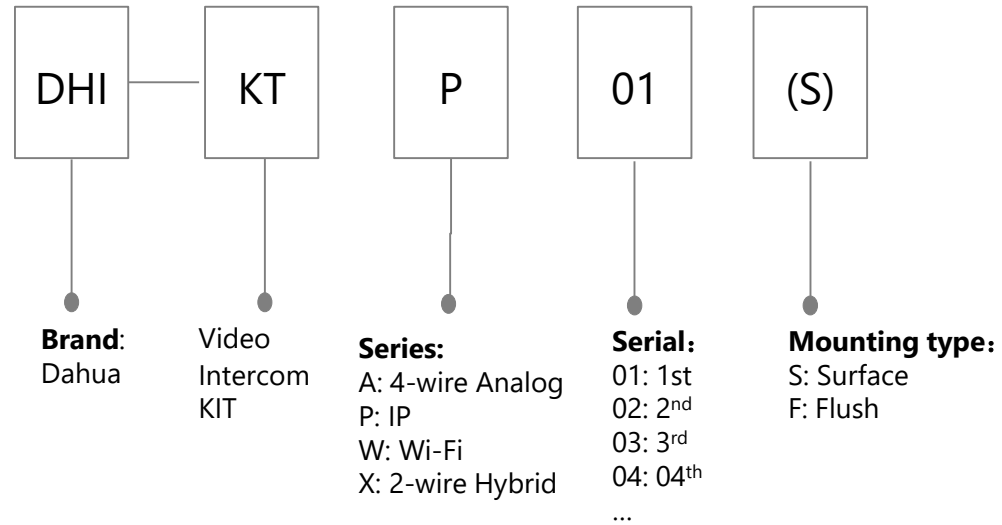 DHI KT P 01 (S)
Brand:
Dahua
Video
Intercom
KIT
Series:
A: 4-wire Analog
P: IP
W: Wi-Fi
X: 2-wire Hybrid
Serial：
01: 1st
02: 2nd
03: 3rd
04: 04th
...
Mounting type：
S: Surface
F: Flush